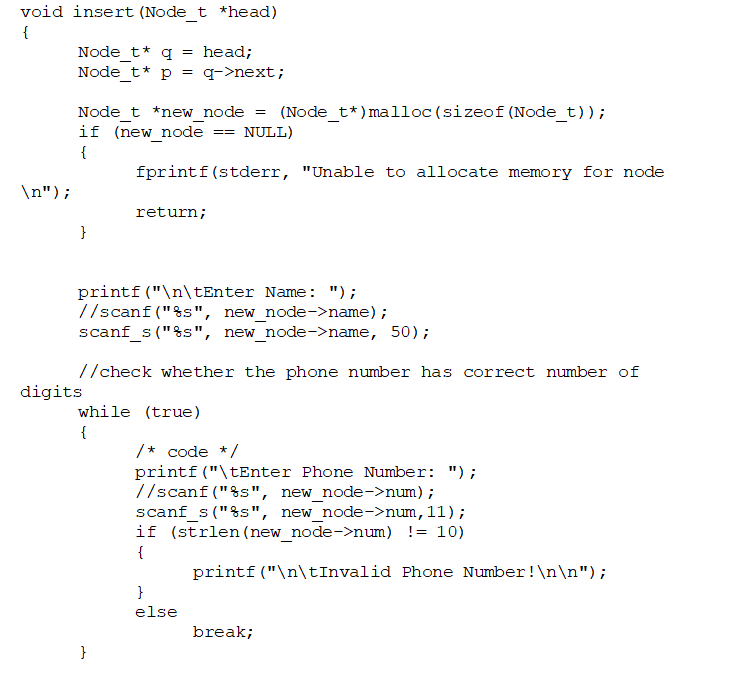 void insert(Node_t *head)
{
Node_t* q = head;
Node_t* p = q->next;
Node_t *new_node = (Node_t*)malloc(sizeof(Node_t));
if (new_node == NULL)
{
fprintf(stderr, "Unable to allocate memory for node
\n");
return;
}
printf("\n\tEnter Name: ");
//scanf("%s", new_node->name);
scanf_s("%s", new_node->name, 50);
//check whether the phone number has correct number of
digits
while (true)
{
/* code */
printf("\tEnter Phone Number: ");
//scanf("%s", new_node->num);
scanf_s("%s", new_node->num,11);
if (strlen(new_node->num) != 10)
{
printf("\n\tInvalid Phone Number!\n\n");
}
else
break;
}